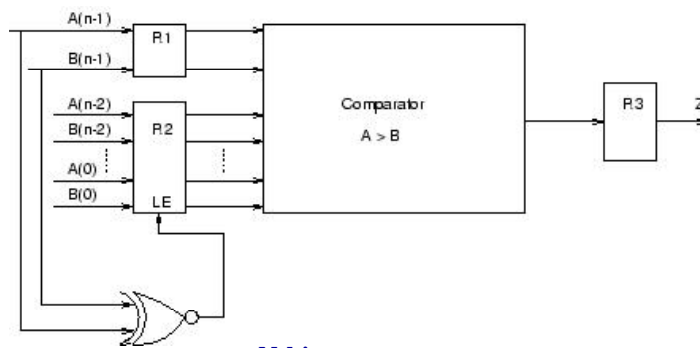 A(n-1)
R1
B(n-1)
A(n-2)
B(n-2)
R2
A(0)
B(0)
LE
Comparator
A > B
R3
Z